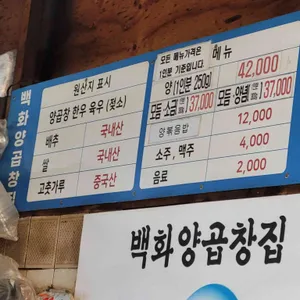 백화양곱창집
원산지 표시
양곱창 한우 육우 (젖소)
배추 국내산
쌀 국내산
고춧가루 중국산
모든 메뉴가격은
1인분 기준입니다.
메뉴
양 (1인분 250g) 42,000
모듬 소금 137,000
모듬 양념 137,000
양볶음밥 12,000
소주, 맥주 4,000
음료 2,000
백화양곱창집